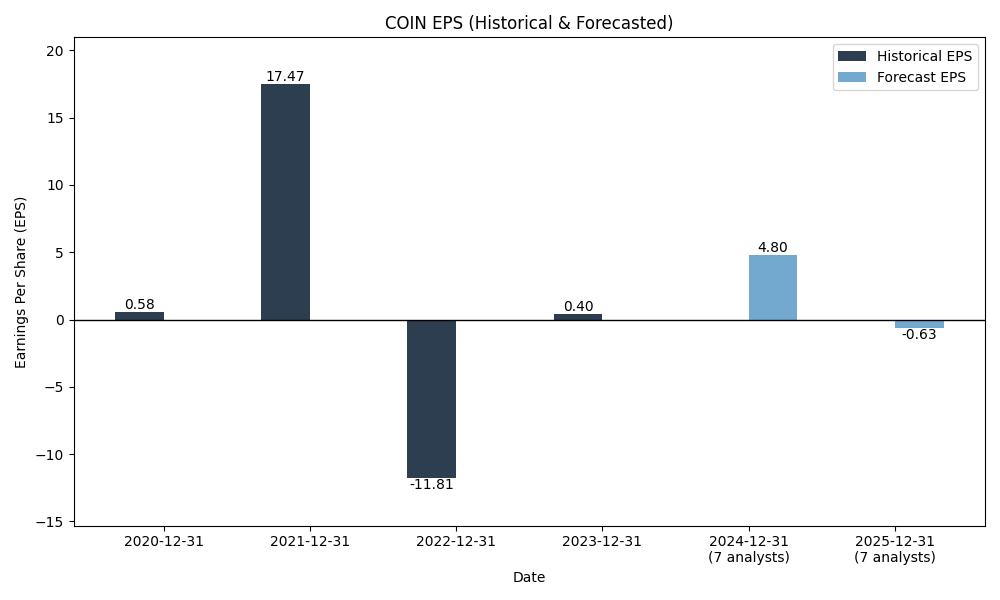 COIN EPS (Historical & Forecasted)
Historical EPS
Forecast EPS
Earnings Per Share (EPS)
20
15
10
5
0
−5
−10
−15
0.58
17.47
-11.81
0.40
4.80
-0.63
2020-12-31
2021-12-31
2022-12-31
2023-12-31
2024-12-31
(7 analysts)
2025-12-31
(7 analysts)
Date